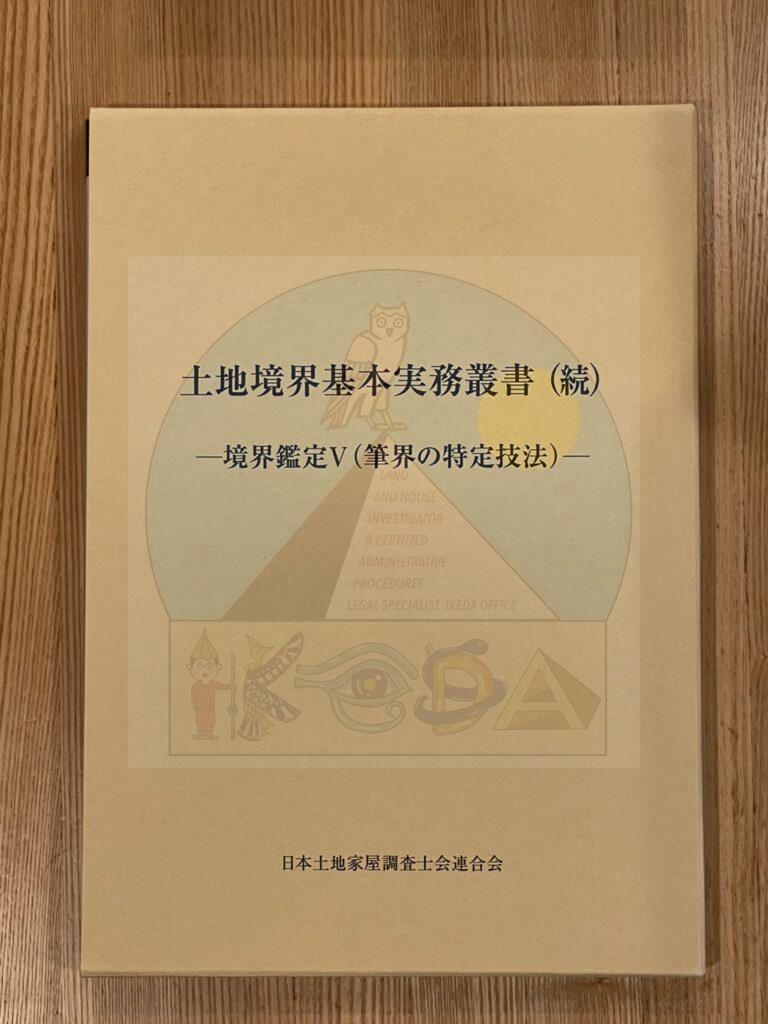 土地境界基本実務叢書（続）
―境界鑑定Ⅴ（筆界の特定技法）―
LAND
AND HOUSE
INVESTIGATOR
& CERTIFIED
ADMINISTRATIVE
PROCEDURES
LEGAL SPECIALIST IKEDA OFFICE
IKEDA
日本土地家屋調査士会連合会